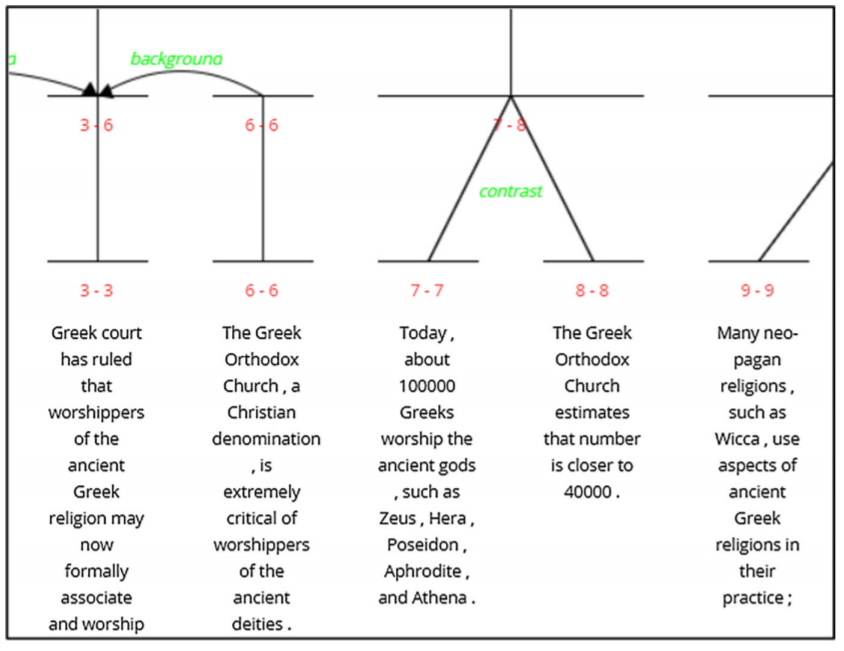 background
3 - 6
6 - 6
7 - 8
contrast
3 - 3
6 - 6
7 - 7
8 - 8
9 - 9
Greek court
has ruled
that
worshippers
of the
ancient
Greek
religion may
now
formally
associate
and worship
The Greek
Orthodox
Church , a
Christian
denomination
, is
extremely
critical of
worshippers
of the
ancient
deities .
Today ,
about
100000
Greeks
worship the
ancient gods
, such as
Zeus , Hera ,
Poseidon ,
Aphrodite ,
and Athena .
The Greek
Orthodox
Church
estimates
that number
is closer to
40000 .
Many neo-
pagan
religions ,
such as
Wicca , use
aspects of
ancient
Greek
religions in
their
practice ;